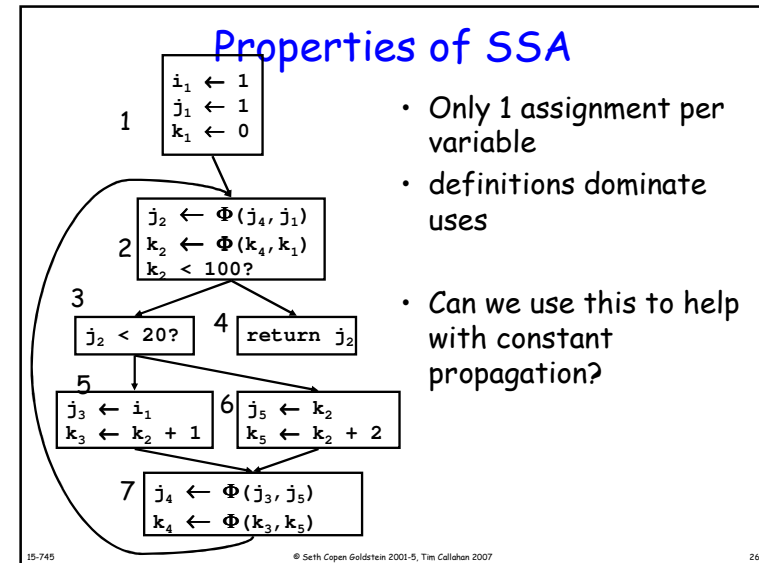 Properties of SSA
1
i₁ ← 1
j₁ ← 1
k₁ ← 0
2
j₂ ← Φ(j₄,j₁)
k₂ ← Φ(k₄,k₁)
k₂ < 100?
3
j₂ < 20?
4
return j₂
5
j₃ ← i₁
k₃ ← k₂ + 1
6
j₅ ← k₂
k₅ ← k₂ + 2
7
j₄ ← Φ(j₃,j₅)
k₄ ← Φ(k₃,k₅)
• Only 1 assignment per
variable
• definitions dominate
uses
• Can we use this to help
with constant
propagation?
15-745
© Seth Copen Goldstein 2001-5, Tim Callahan 2007
26